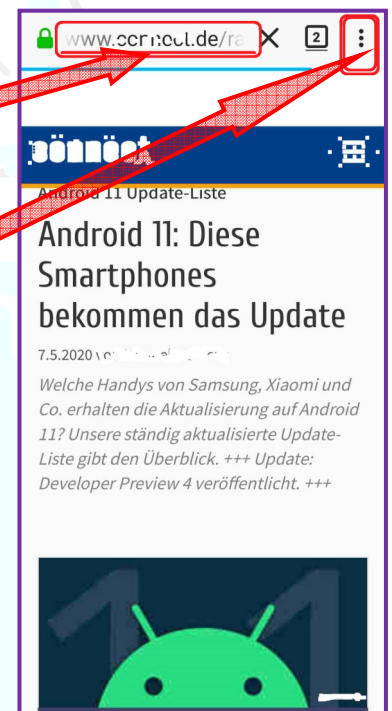 2
Android 11 Update-Liste
Android 11: Diese
Smartphones
bekommen das Update
7.5.2020
Welche Handys von Samsung, Xiaomi und
Co. erhalten die Aktualisierung auf Android
11? Unsere ständig aktualisierte Update-
Liste gibt den Überblick. +++ Update:
Developer Preview 4 veröffentlicht. +++
11